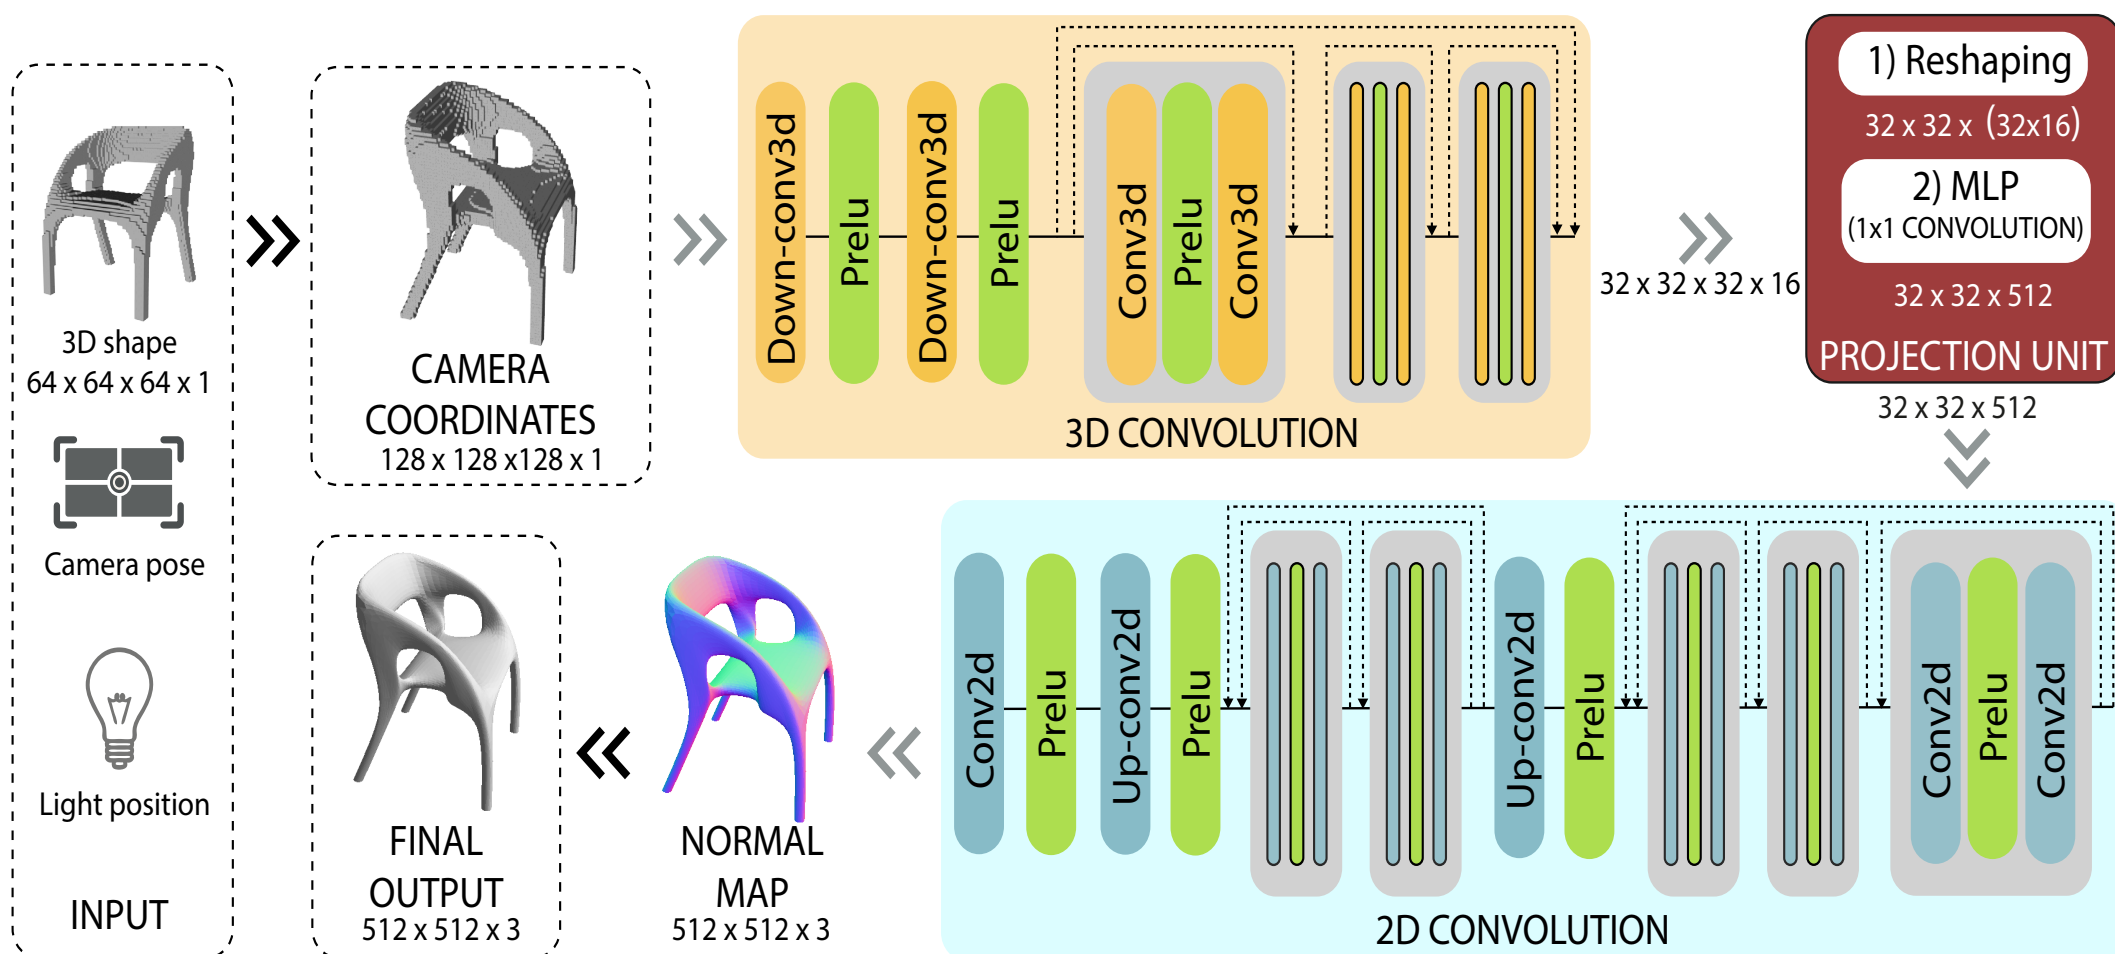 3D shape
64 x 64 x 64 x 1
Camera pose
Light position
INPUT
CAMERA
COORDINATES
128 x 128 x128 x 1
Down-conv3d
Prelu
Down-conv3d
Prelu
Conv3d
Prelu
Conv3d
3D CONVOLUTION
32 x 32 x 32 x 16
1) Reshaping
32 x 32 x (32x16)
2) MLP
(1x1 CONVOLUTION)
32 x 32 x 512
PROJECTION UNIT
32 x 32 x 512
Conv2d
Prelu
Up-conv2d
Prelu
Up-conv2d
Prelu
Conv2d
Prelu
Conv2d
2D CONVOLUTION
NORMAL
MAP
512 x 512 x 3
FINAL
OUTPUT
512 x 512 x 3